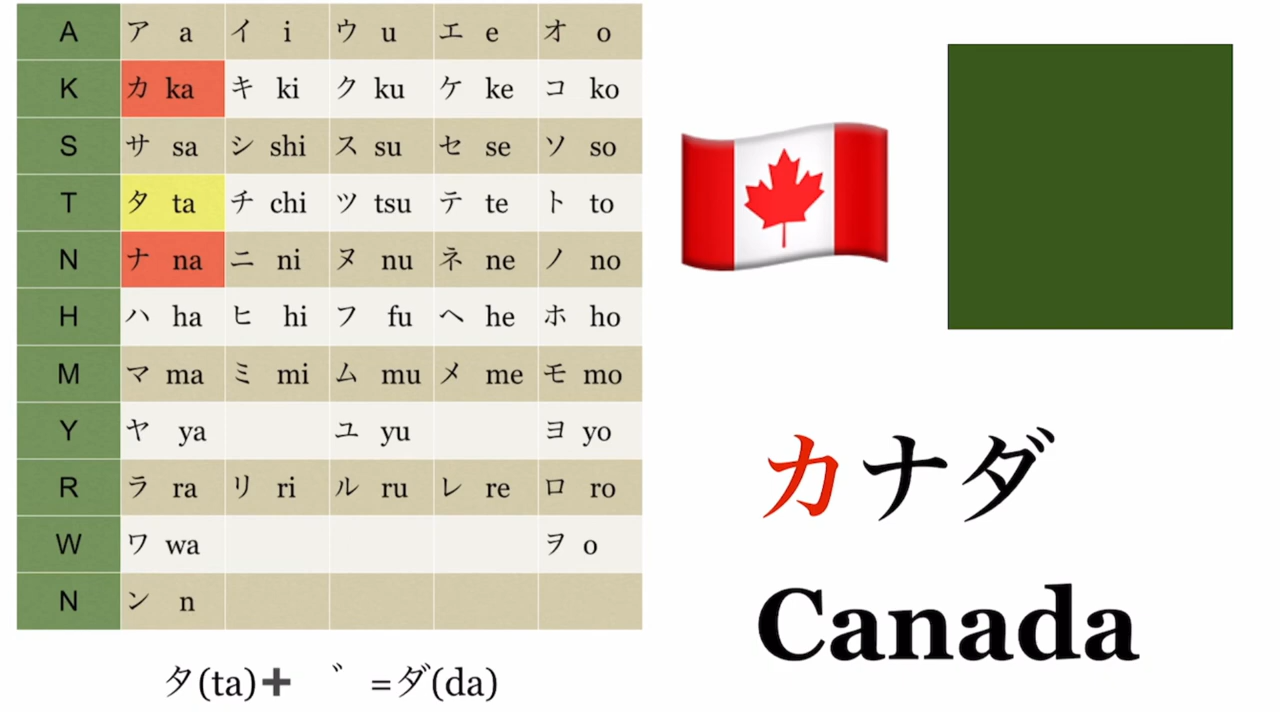 A ア a イ i ウ u エ e オ o
K カ ka キ ki ク ku ケ ke コ ko
S サ sa シ shi ス su セ se ソ so
T タ ta チ chi ツ tsu テ te ト to
N ナ na ニ ni ヌ nu ネ ne ノ no
H ハ ha ヒ hi フ fu ヘ he ホ ho
M マ ma ミ mi ム mu メ me モ mo
Y ヤ ya ユ yu ヨ yo
R ラ ra リ ri ル ru レ re ロ ro
W ワ wa ヲ o
N ン n
タ(ta)➕ ゛ =ダ(da)
カナダ
Canada